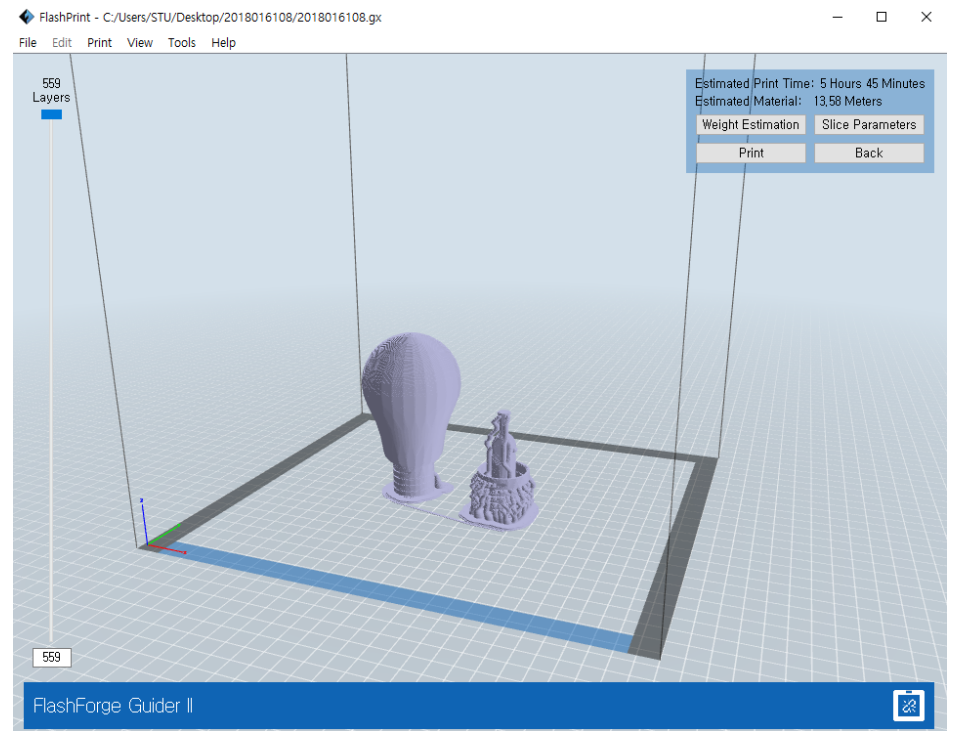 FlashPrint - C:/Users/STU/Desktop/2018016108/2018016108.gx
File Edit Print View Tools Help
559
Layers
Estimated Print Time: 5 Hours 45 Minutes
Estimated Material: 13,58 Meters
Weight Estimation Slice Parameters
Print Back
559
FlashForge Guider II